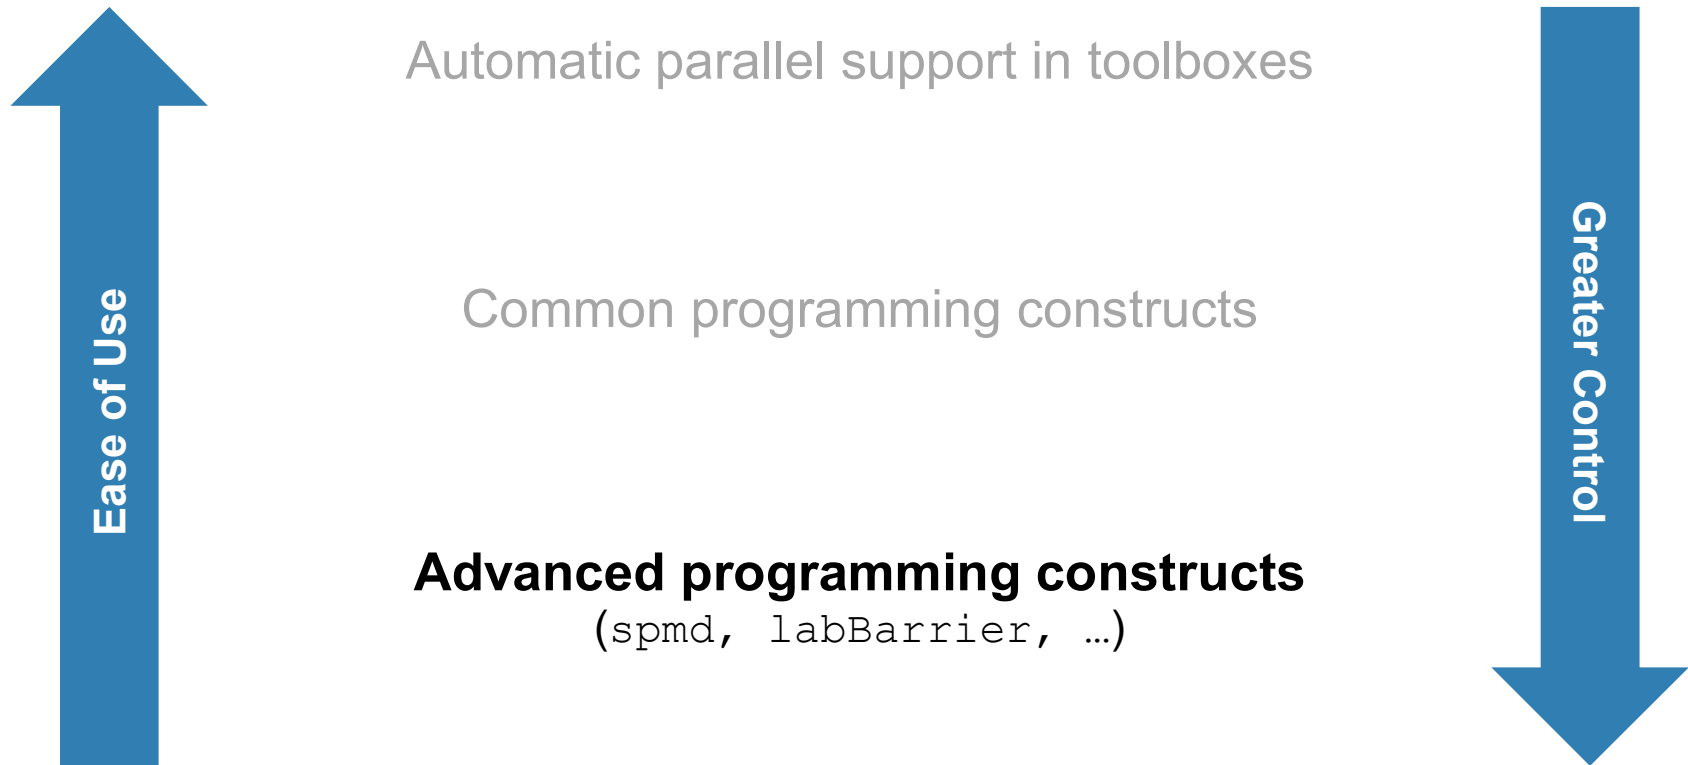 Automatic parallel support in toolboxes
Ease of Use
Greater Control
Common programming constructs
Advanced programming constructs
(spmd, labBarrier, …)